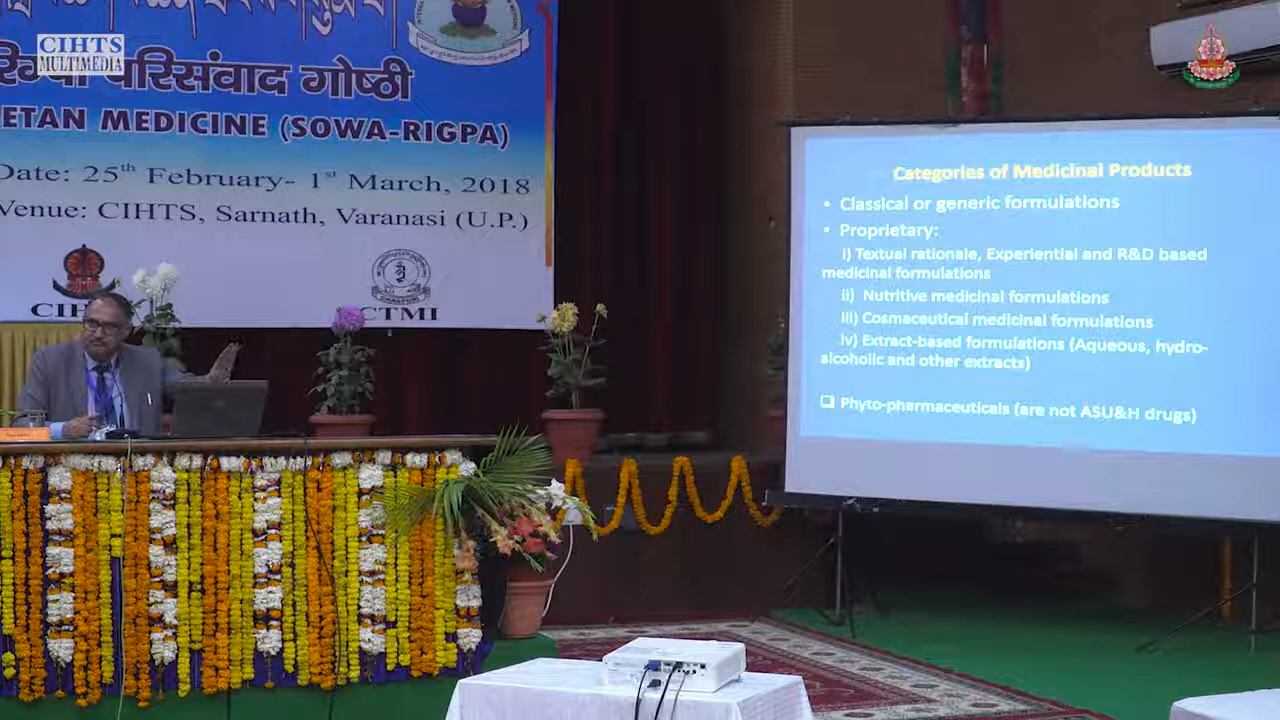 CIHTS
MULTIMEDIA
परिसंवाद गोष्ठी
ETAN MEDICINE (SOWA-RIGPA)
Date: 25th February- 1st March, 2018
Venue: CIHTS, Sarnath, Varanasi (U.P.)
CIH
CTMI
Categories of Medicinal Products
• Classical or generic formulations
• Proprietary:
i) Textual rationale, Experiential and R&D based
medicinal formulations
ii) Nutritive medicinal formulations
iii) Cosmaceutical medicinal formulations
iv) Extract-based formulations (Aqueous, hydro-
alcoholic and other extracts)
❑ Phyto-pharmaceuticals (are not ASU&H drugs)